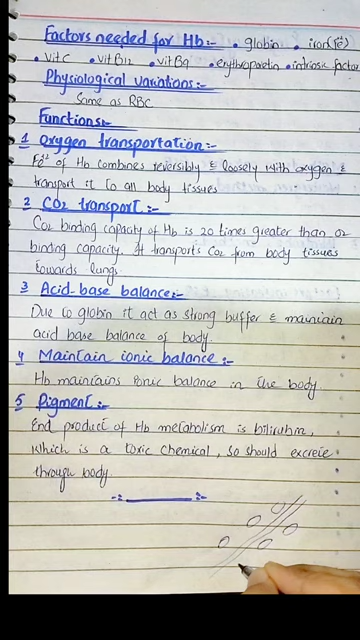 Factors needed for Hb:- • globin • iron(Fe)
• vit C • vit B12 • vit B9 • erythropoietin • intrinsic factor
Physiological variations:-
Same as RBC
Functions:-
1 Oxygen transportation:-
Fe+2 of Hb combines reversibly & loosely with oxygen &
transport it to all body tissues
2 CO2 transport:-
CO2 binding capacity of Hb is 20 times greater than O2
binding capacity. It transports CO2 from body tissues
towards lungs
3 Acid-base balance:-
Due to globin it act as strong buffer & maintain
acid base balance of body.
4 Maintain ionic balance:-
Hb maintains ionic balance in the body.
5 Pigment:-
End product of Hb metabolism is bilirubin,
which is a toxic chemical, so should excrete
through body.